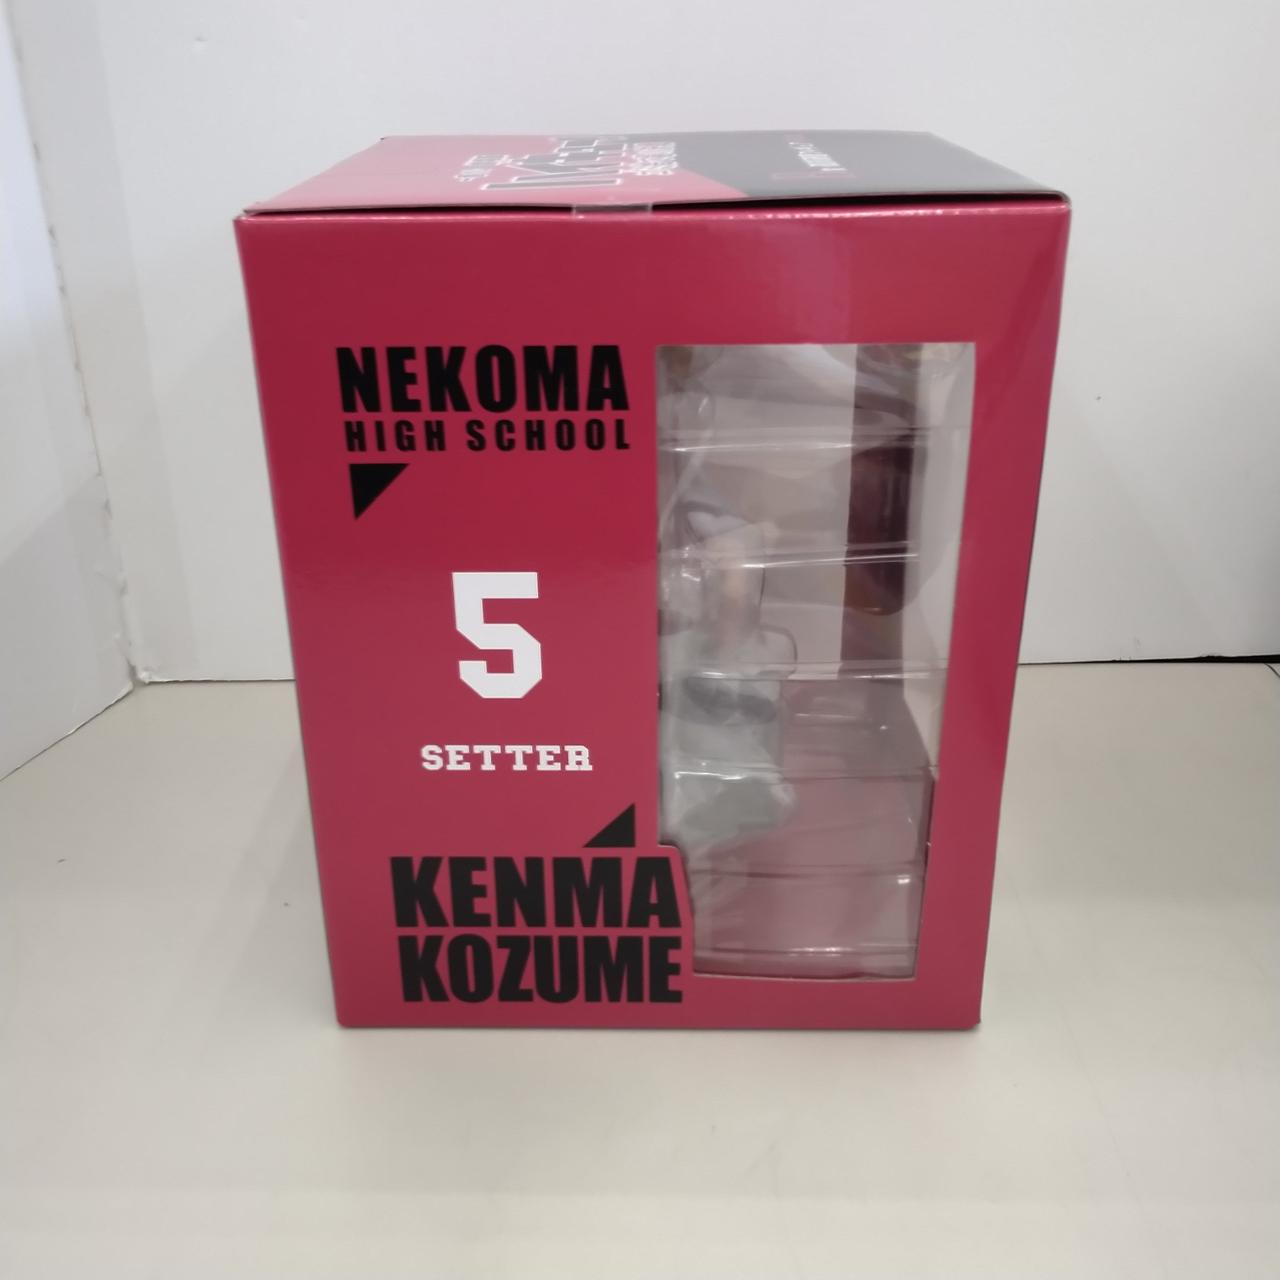 NEKOMA
HIGH SCHOOL
5
SETTER
KENMA
KOZUME